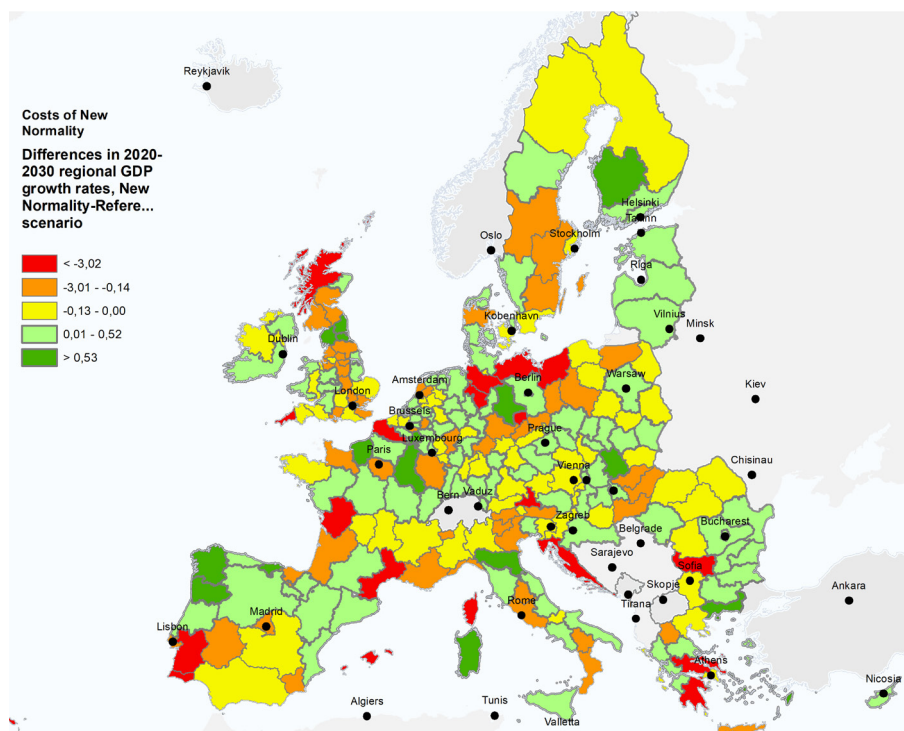 Reykjavik
Costs of New
Normality
Differences in 2020-
2030 regional GDP
growth rates, New
Normality-Refere...
scenario
< -3,02
-3,01 - -0,14
-0,13 - 0,00
0,01 - 0,52
> 0,53
Helsinki
Tallinn
Oslo
Stockholm
Riga
Kobenhavn
Vilnius
Minsk
Dublin
Amsterdam
Berlin
Warsaw
London
Brussels
Kiev
Luxembourg
Prague
Paris
Vienna
Chisinau
Bern
Vaduz
Zagreb
Belgrade
Bucharest
Sarajevo
Sofia
Skopje
Ankara
Madrid
Rome
Tirana
Lisbon
Athens
Nicosia
Algiers
Tunis
Valletta